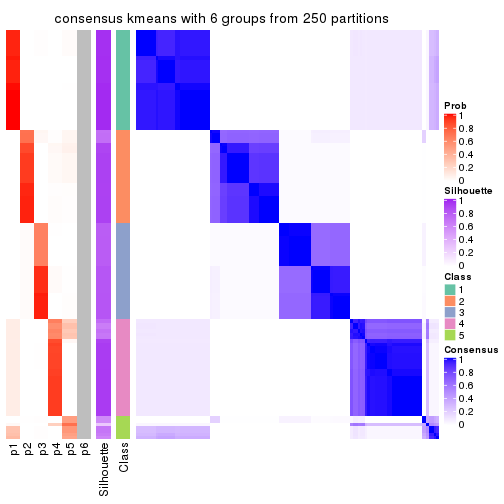 consensus kmeans with 6 groups from 250 partitions
Prob
1
0.8
0.6
0.4
0.2
0
Silhouette
1
0.8
0.6
0.4
0.2
0
Class
1
2
3
4
5
Consensus
1
0.8
0.6
0.4
0.2
0
p1
p2
p3
p4
p5
p6
Silhouette
Class